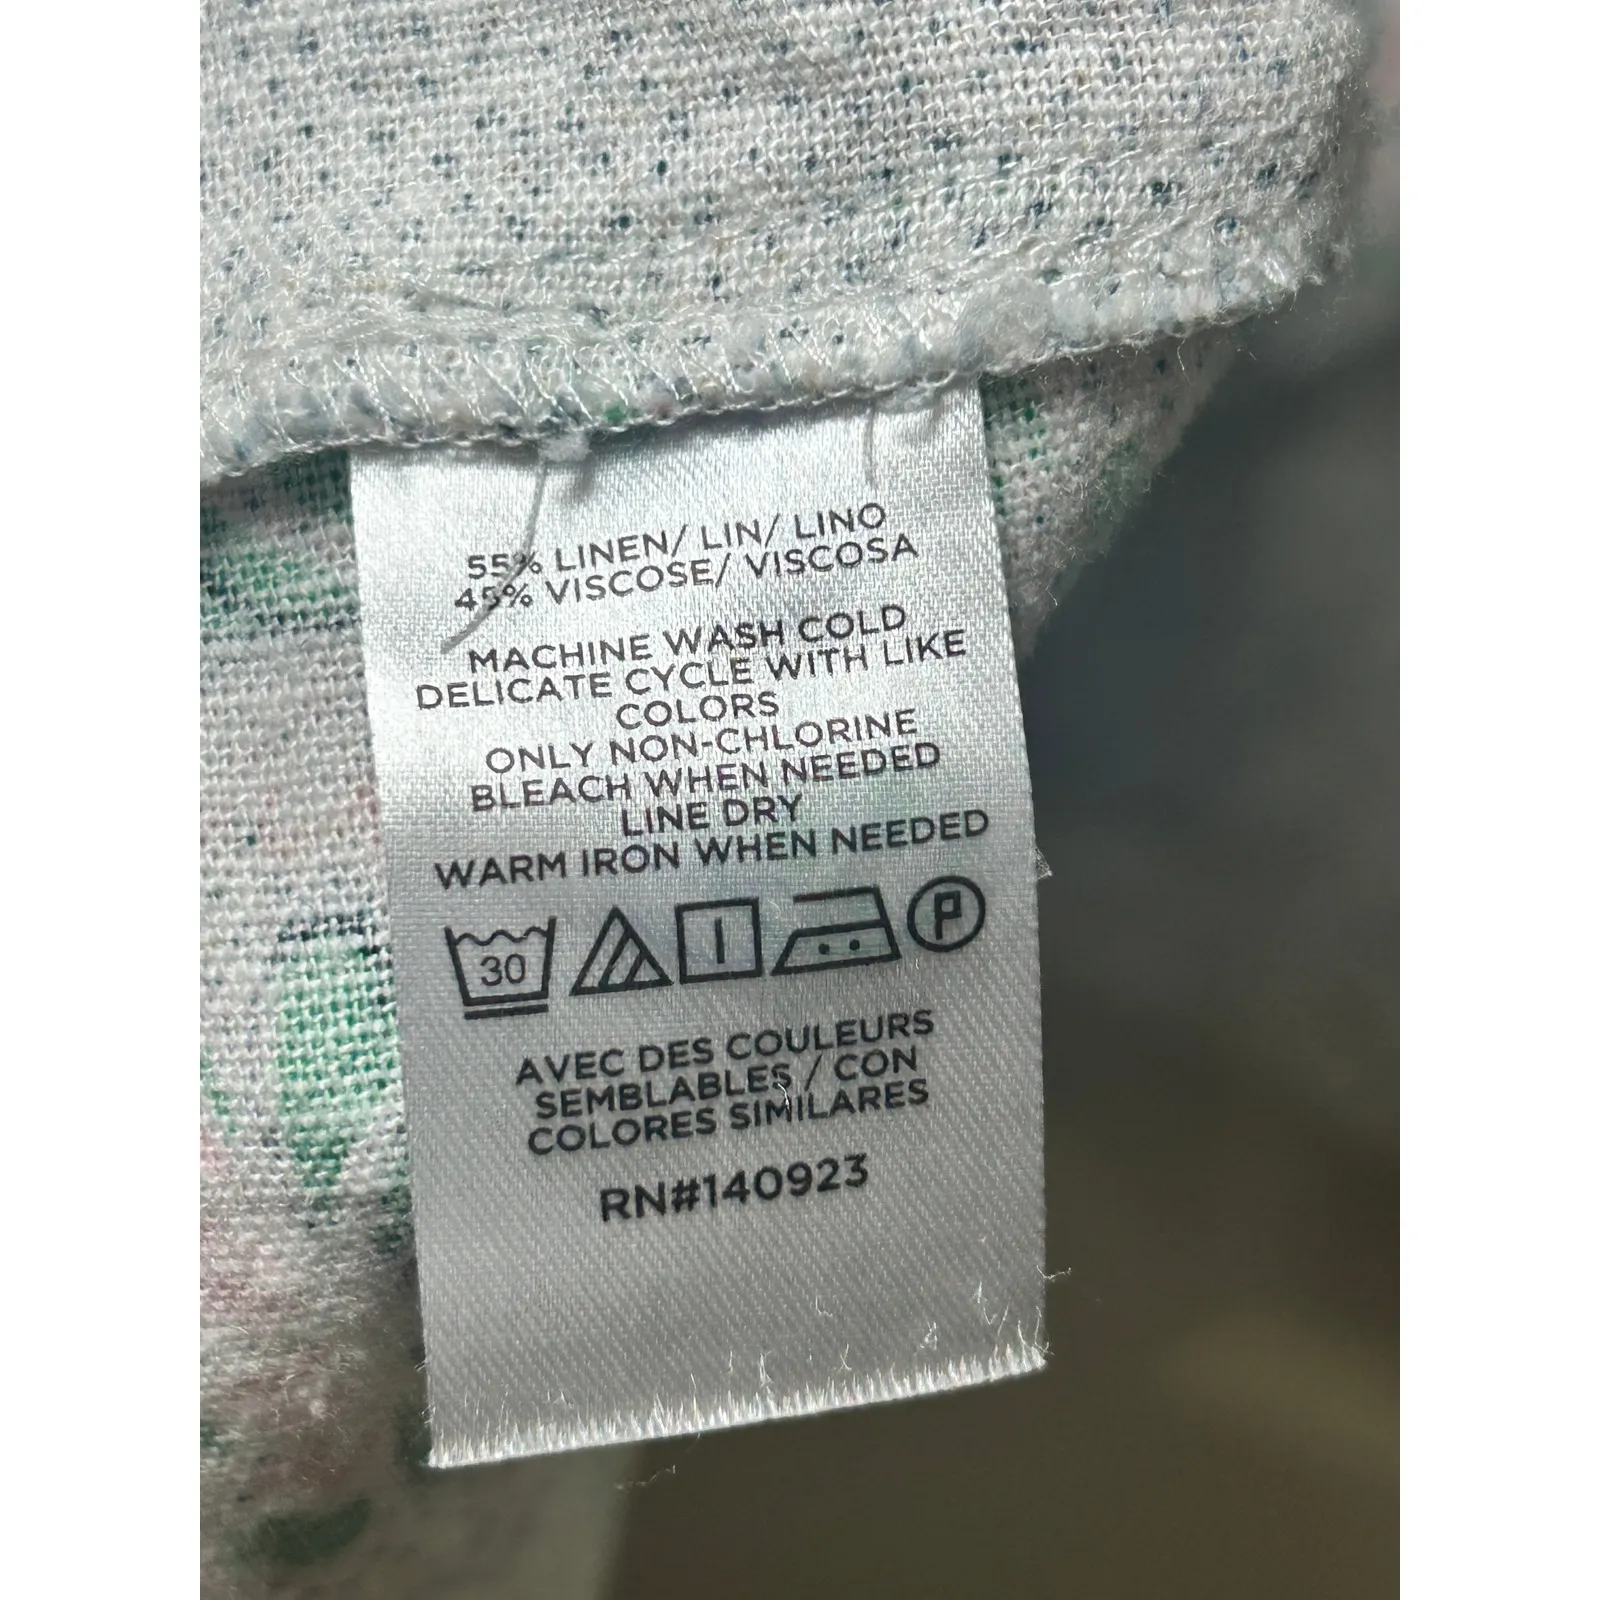 55% LINEN/ LIN/ LINO
45% VISCOSE/ VISCOSA
MACHINE WASH COLD
DELICATE CYCLE WITH LIKE
COLORS
ONLY NON-CHLORINE
BLEACH WHEN NEEDED
LINE DRY
WARM IRON WHEN NEEDED
30 P
AVEC DES COULEURS
SEMBLABLES / CON
COLORES SIMILARES
RN#140923